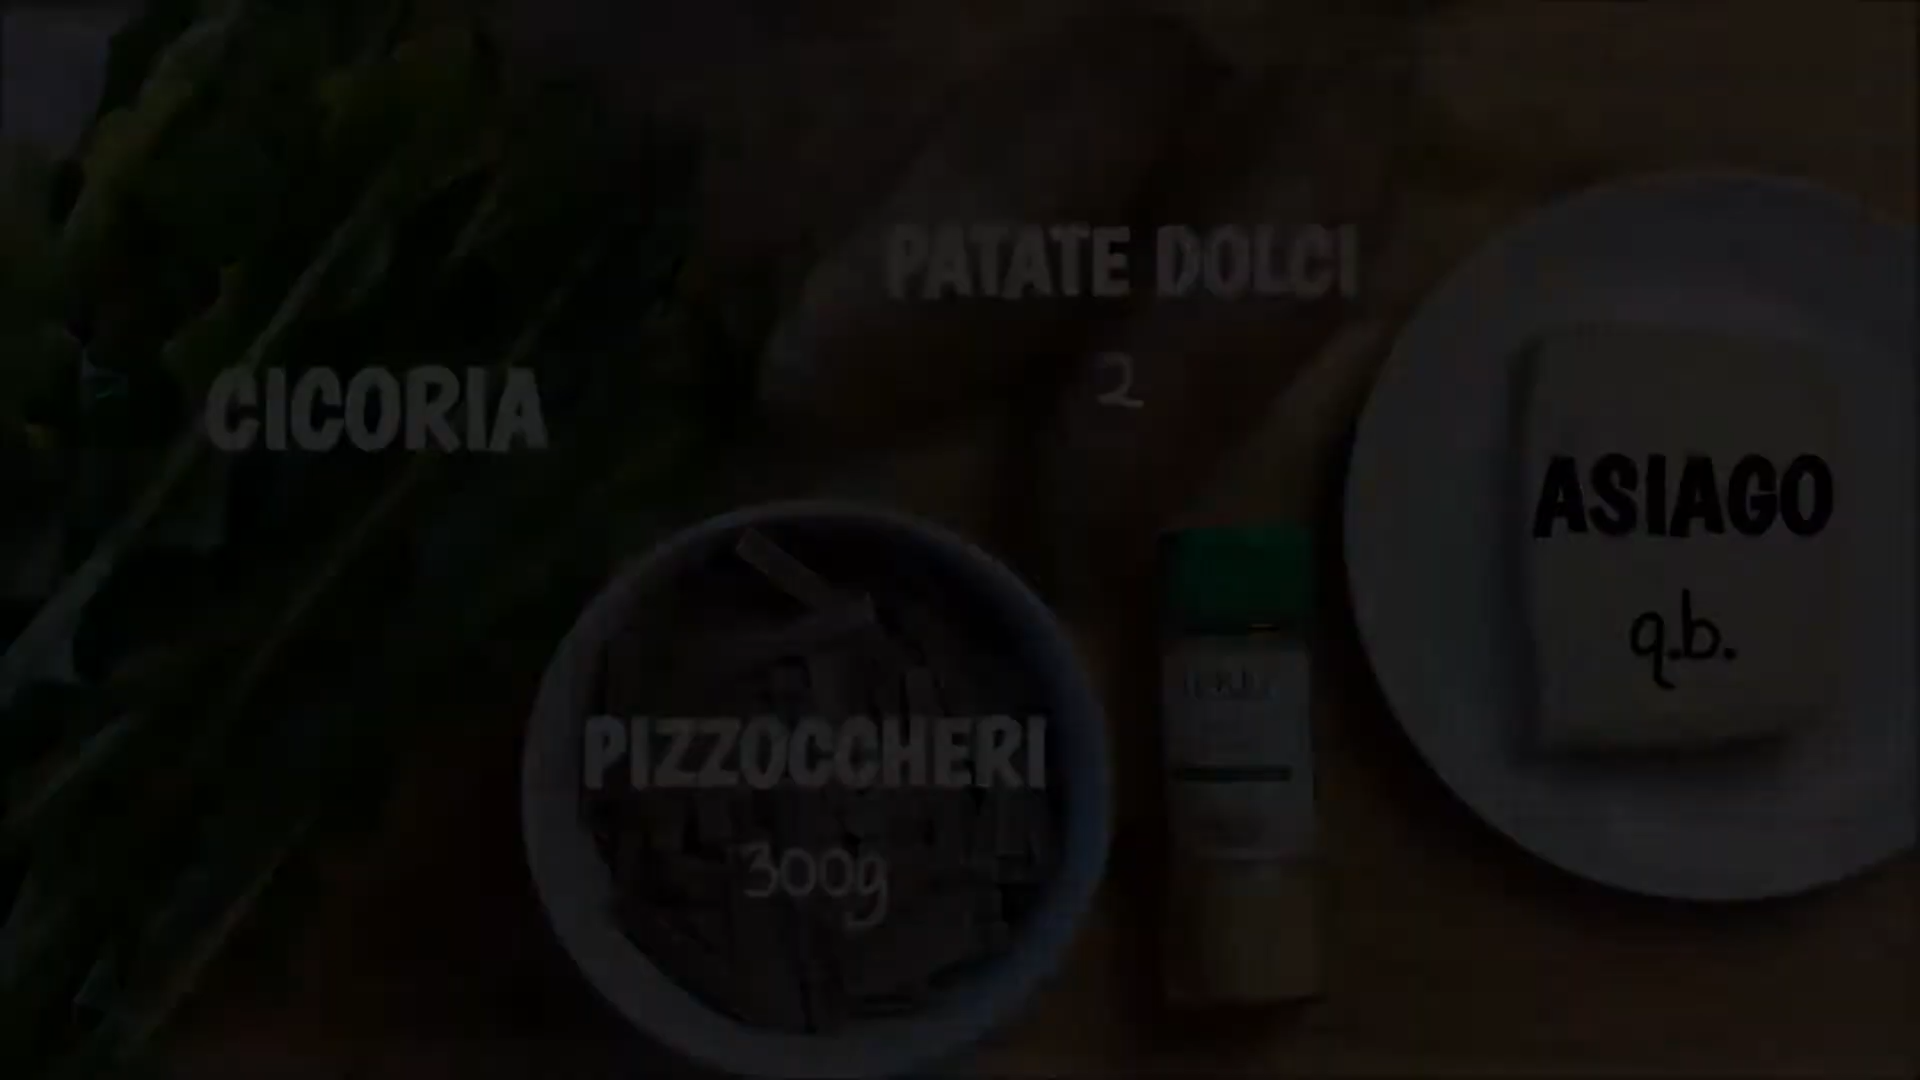 CICORIA
PATATE DOLCI
2
PIZZOCCHERI
300g
ASIAGO
q.b.